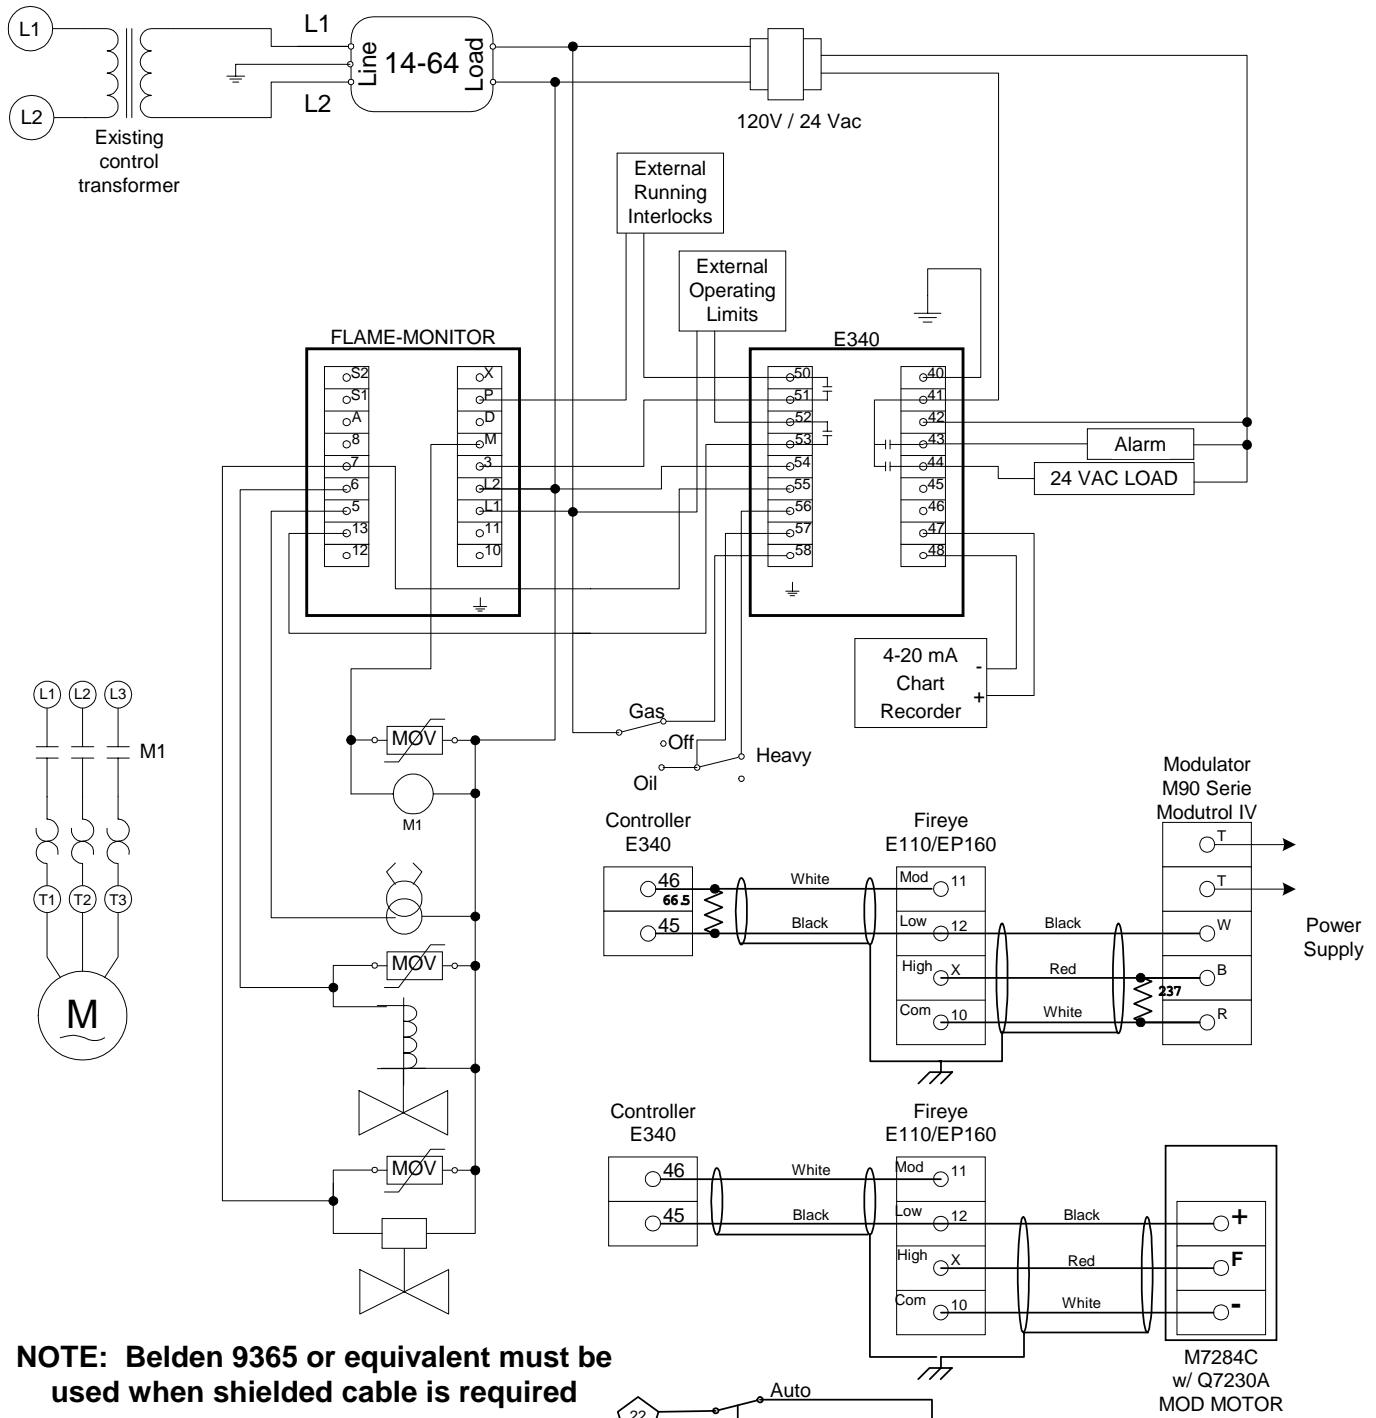 L1
L1
Line
14-64
Load
L2
L2
Existing
control
transformer
120V / 24 Vac
External
Running
Interlocks
External
Operating
Limits
FLAME-MONITOR
S2
S1
A
8
7
6
5
13
12
X
P
D
M
3
L2
L1
11
10
E340
50
51
52
53
54
55
56
57
58
40
41
42
43
44
45
46
47
48
Alarm
24 VAC LOAD
4-20 mA
Chart
Recorder
-
+
Gas
Off
Oil
Heavy
L1
L2
L3
M1
T1
T2
T3
M
MOV
M1
MOV
MOV
Controller
E340
46
66.5
45
White
Black
Fireye
E110/EP160
Mod
11
Low
12
High
X
Com
10
Black
Red
White
237
Modulator
M90 Serie
Modutrol IV
T
T
W
B
R
Power
Supply
Controller
E340
46
45
White
Black
Fireye
E110/EP160
Mod
11
Low
12
High
X
Com
10
Black
Red
White
+
F
-
M7284C
w/ Q7230A
MOD MOTOR
NOTE: Belden 9365 or equivalent must be
used when shielded cable is required
22
Auto